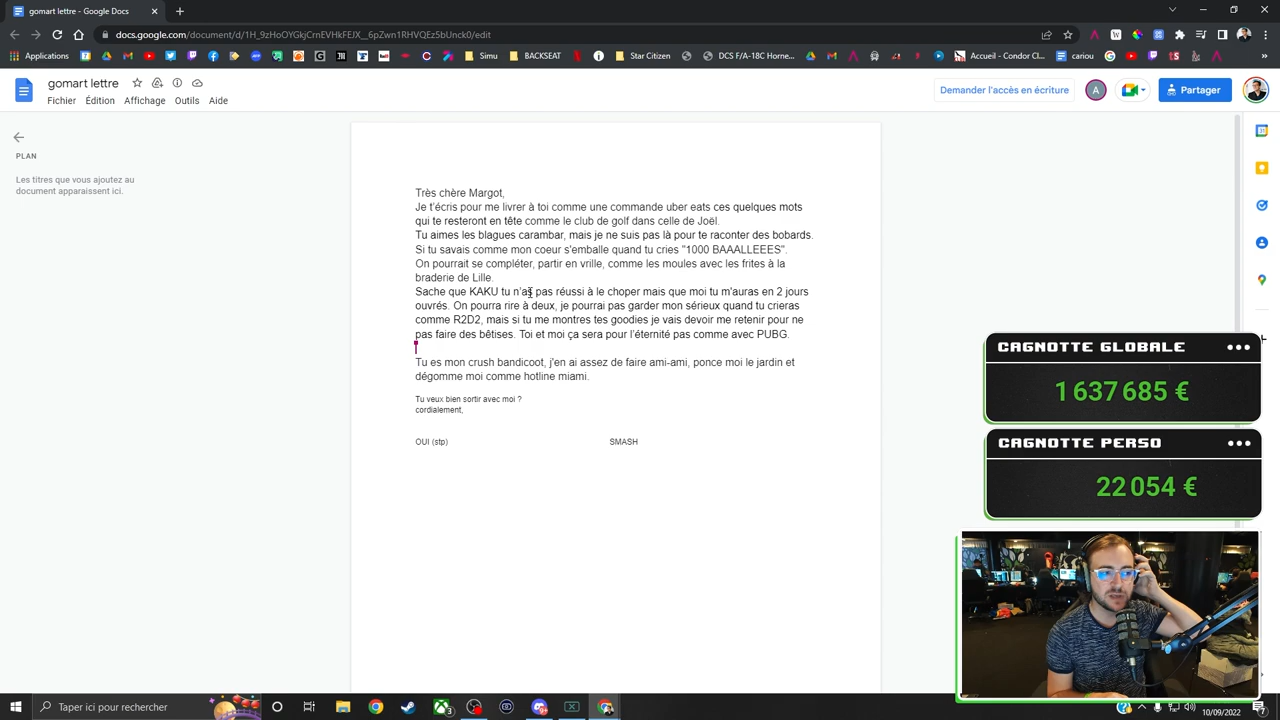 gomart lettre - Google Docs
docs.google.com/document/d/1H_9zHoOYGkjCrnEVHkFEJX__6pZwn1RHVQEz5bUnck0/edit
Applications
Simu
BACKSEAT
Star Citizen
DCS F/A-18C Horne...
Accueil - Condor Cl...
cariou
gomart lettre
Fichier Édition Affichage Outils Aide
Demander l'accès en écriture
A
Partager
PLAN
Les titres que vous ajoutez au
document apparaissent ici.
Très chère Margot,
Je t'écris pour me livrer à toi comme une commande uber eats ces quelques mots
qui te resteront en tête comme le club de golf dans celle de Joël.
Tu aimes les blagues carambar, mais je ne suis pas là pour te raconter des bobards.
Si tu savais comme mon coeur s'emballe quand tu cries "1000 BAAALLEEES".
On pourrait se compléter, partir en vrille, comme les moules avec les frites à la
braderie de Lille.
Sache que KAKU tu n'as pas réussi à le choper mais que moi tu m'auras en 2 jours
ouvrés. On pourra rire à deux, je pourrai pas garder mon sérieux quand tu crieras
comme R2D2, mais si tu me montres tes goodies je vais devoir me retenir pour ne
pas faire des bêtises. Toi et moi ça sera pour l'éternité pas comme avec PUBG.
Tu es mon crush bandicoot, j'en ai assez de faire ami-ami, ponce moi le jardin et
dégomme moi comme hotline miami.
Tu veux bien sortir avec moi ?
cordialement,
OUI (stp) SMASH
CAGNOTTE GLOBALE
1 637 685 €
CAGNOTTE PERSO
22 054 €
Taper ici pour rechercher
10/09/2022